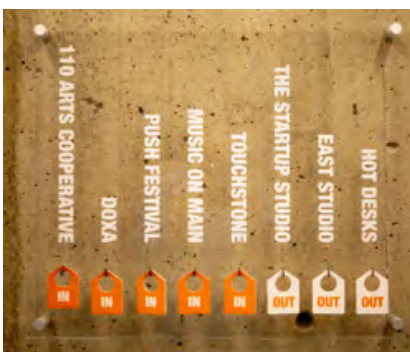 110 ARTS COOPERATIVE IN
DOXA IN
PUSH FESTIVAL IN
MUSIC ON MAIN IN
TOUCHSTONE IN
THE STARTUP STUDIO OUT
EAST STUDIO OUT
HOT DESKS OUT